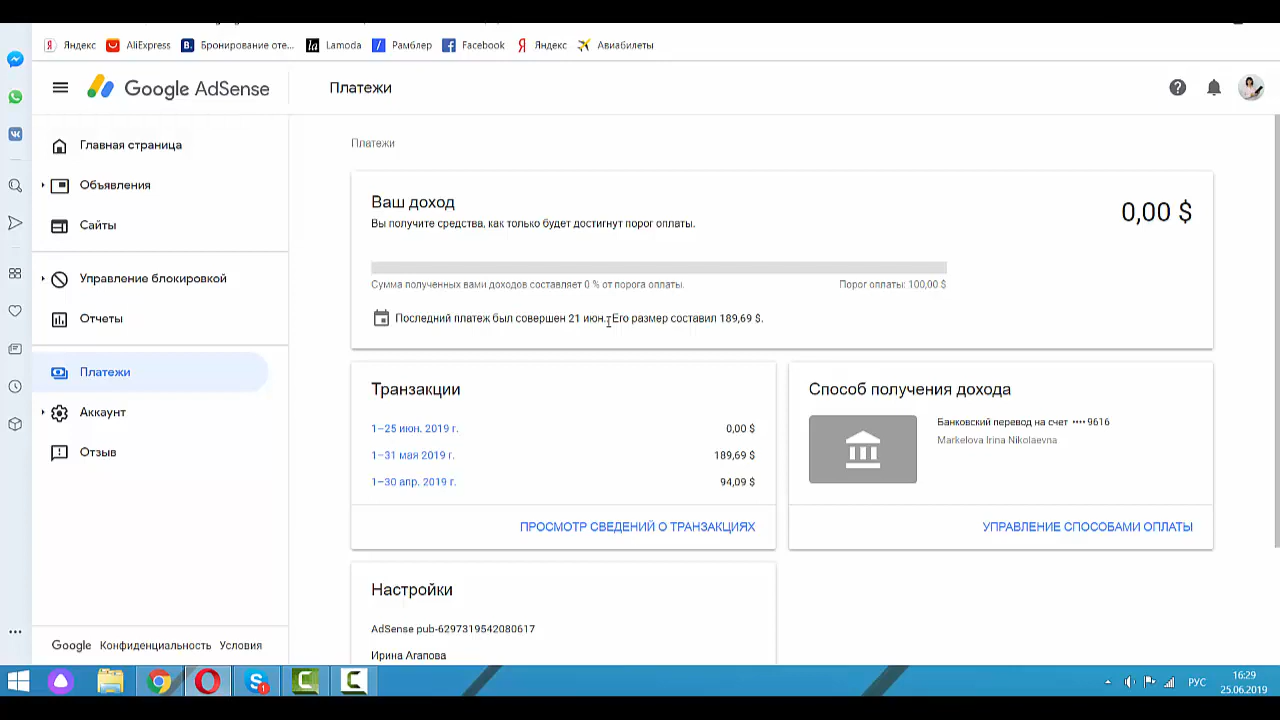 Яндекс AliExpress Бронирование оте... Lamoda Рамблер Facebook Яндекс Авиабилеты
Google AdSense
Платежи
Главная страница
Объявления
Сайты
Управление блокировкой
Отчеты
Платежи
Аккаунт
Отзыв
Google Конфиденциальность Условия
Платежи
Ваш доход
0,00 $
Вы получите средства, как только будет достигнут порог оплаты.
Сумма полученных вами доходов составляет 0 % от порога оплаты.
Порог оплаты: 100,00 $
Последний платеж был совершен 21 июн. Его размер составил 189,69 $.
Транзакции
1–25 июн. 2019 г. 0,00 $
1–31 мая 2019 г. 189,69 $
1–30 апр. 2019 г. 94,09 $
ПРОСМОТР СВЕДЕНИЙ О ТРАНЗАКЦИЯХ
Способ получения дохода
Банковский перевод на счет •••• 9616
Markelova Irina Nikolaevna
УПРАВЛЕНИЕ СПОСОБАМИ ОПЛАТЫ
Настройки
AdSense pub-6297319542080617
Ирина Агапова
РУС
16:29
25.06.2019